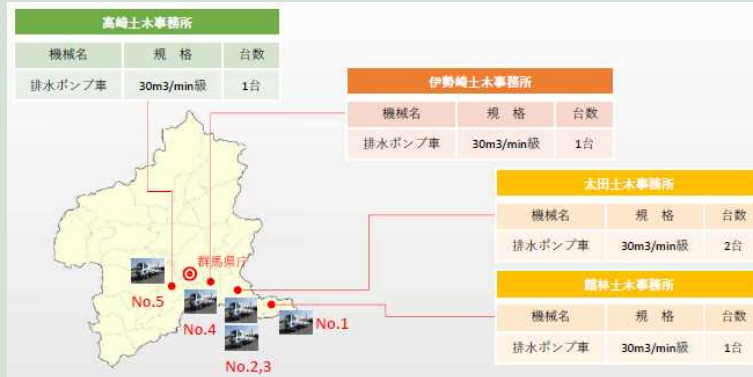 高崎土木事務所
機械名 規 格 台数
排水ポンプ車 30m3/min級 1台
伊勢崎土木事務所
機械名 規 格 台数
排水ポンプ車 30m3/min級 1台
太田土木事務所
機械名 規 格 台数
排水ポンプ車 30m3/min級 2台
館林土木事務所
機械名 規 格 台数
排水ポンプ車 30m3/min級 1台
群馬県庁
No.5
No.4
No.1
No.2,3